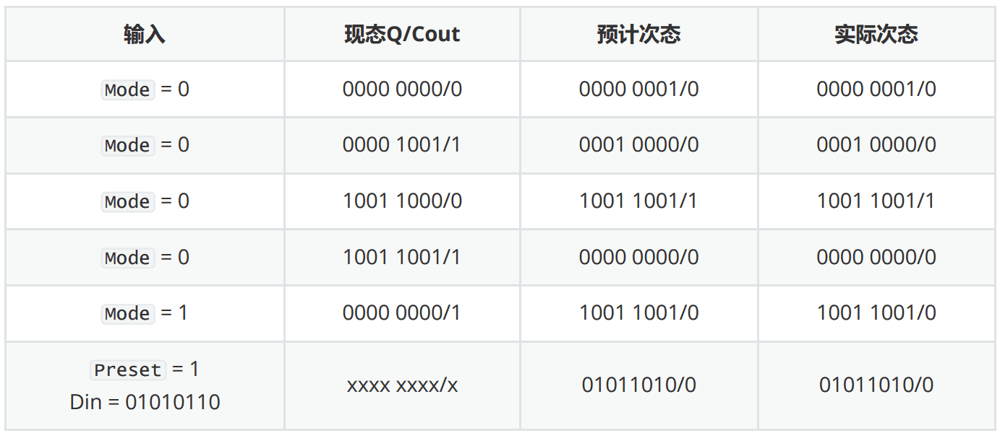 输入 现态Q/Cout 预计次态 实际次态
Mode = 0 0000 0000/0 0000 0001/0 0000 0001/0
Mode = 0 0000 1001/1 0001 0000/0 0001 0000/0
Mode = 0 1001 1000/0 1001 1001/1 1001 1001/1
Mode = 0 1001 1001/1 0000 0000/0 0000 0000/0
Mode = 1 0000 0000/1 1001 1001/0 1001 1001/0
Preset = 1
Din = 01010110 xxxx xxxx/x 01011010/0 01011010/0